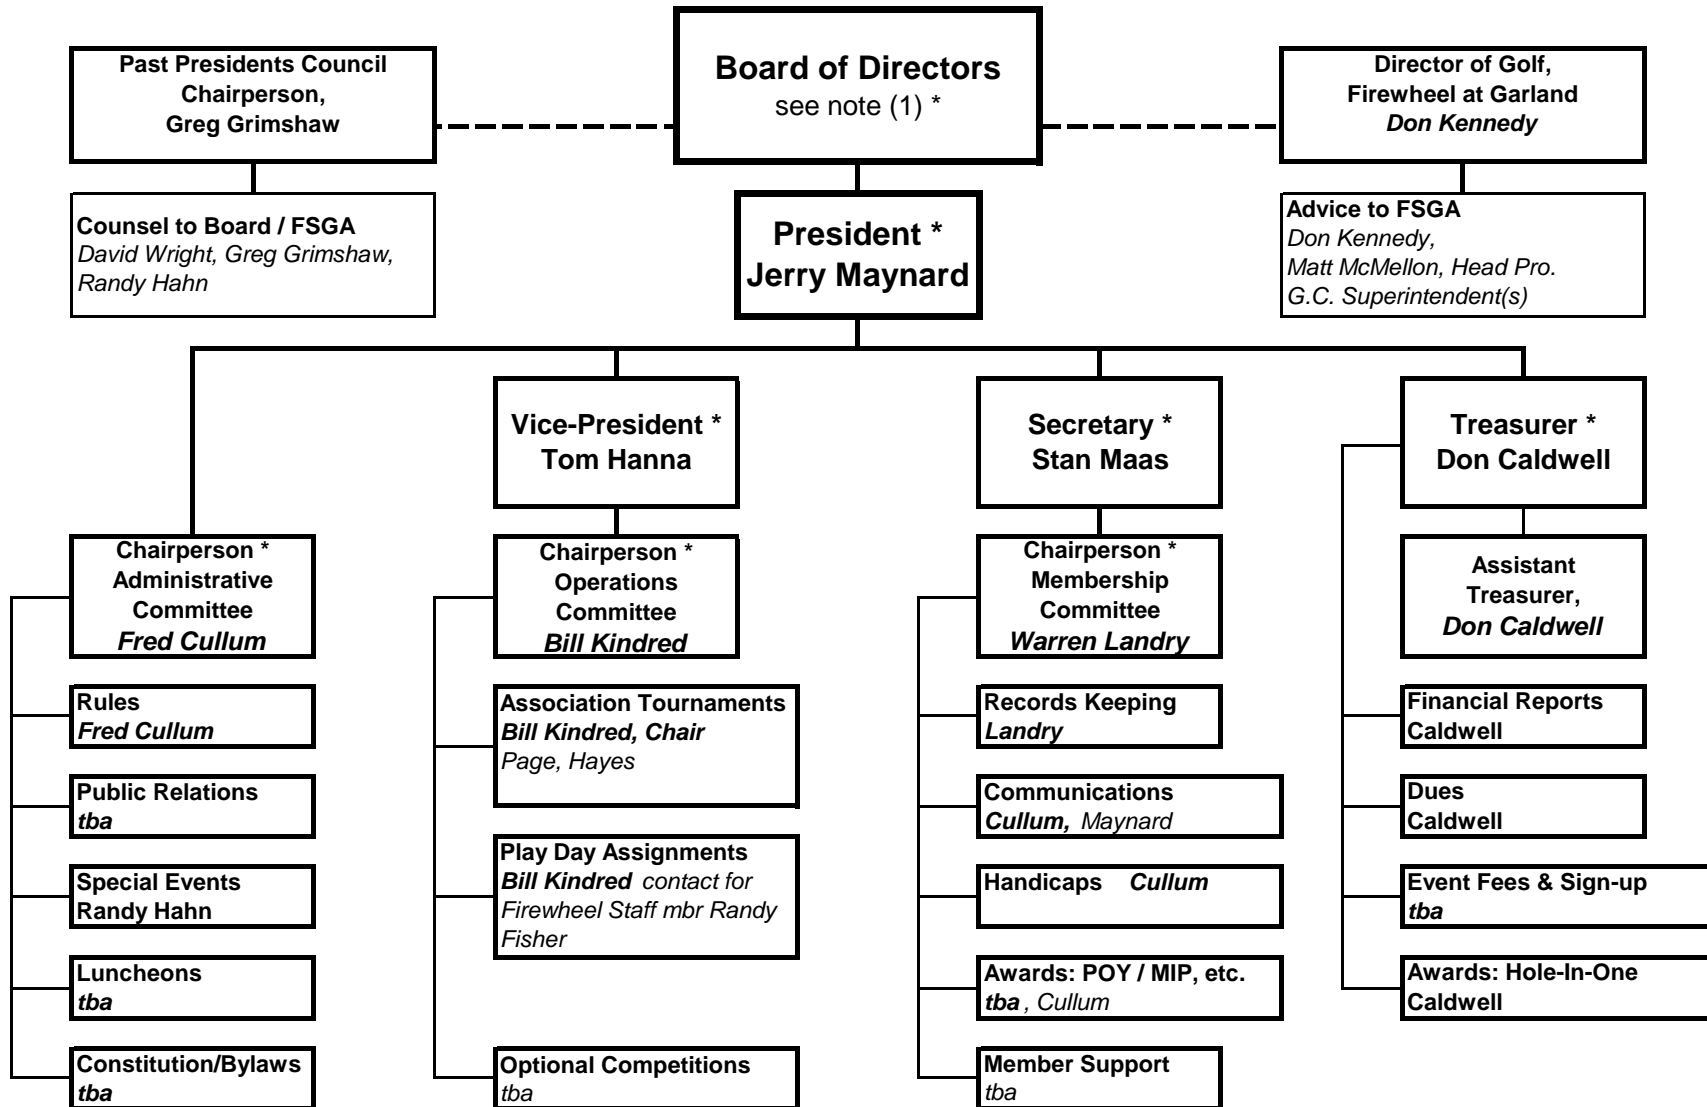 Past Presidents Council
Chairperson,
Greg Grimshaw
Board of Directors
see note (1) *
Director of Golf,
Firewheel at Garland
Don Kennedy
Counsel to Board / FSGA
David Wright, Greg Grimshaw,
Randy Hahn
President *
Jerry Maynard
Advice to FSGA
Don Kennedy,
Matt McMellon, Head Pro.
G.C. Superintendent(s)
Vice-President *
Tom Hanna
Secretary *
Stan Maas
Treasurer *
Don Caldwell
Chairperson *
Administrative
Committee
Fred Cullum
Chairperson *
Operations
Committee
Bill Kindred
Chairperson *
Membership
Committee
Warren Landry
Assistant
Treasurer,
Don Caldwell
Rules
Fred Cullum
Association Tournaments
Bill Kindred, Chair
Page, Hayes
Records Keeping
Landry
Financial Reports
Caldwell
Public Relations
tba
Communications
Cullum, Maynard
Dues
Caldwell
Special Events
Randy Hahn
Play Day Assignments
Bill Kindred contact for
Firewheel Staff mbr Randy
Fisher
Handicaps Cullum
Event Fees & Sign-up
tba
Luncheons
tba
Awards: POY / MIP, etc.
tba , Cullum
Awards: Hole-In-One
Caldwell
Constitution/Bylaws
tba
Optional Competitions
tba
Member Support
tba